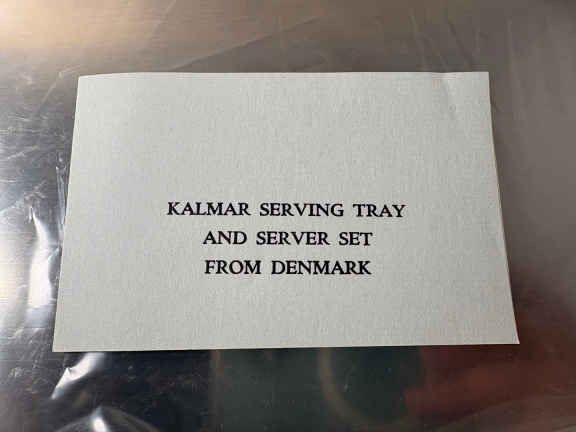 KALMAR SERVING TRAY
AND SERVER SET
FROM DENMARK